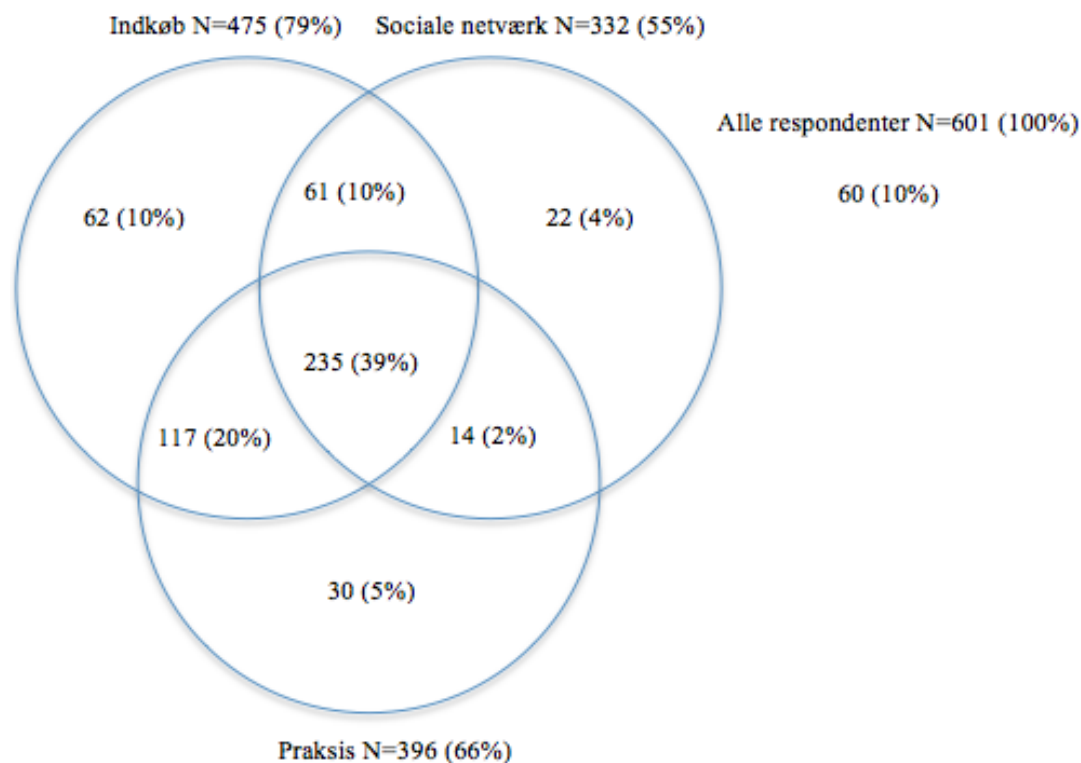 Indkøb N=475 (79%)
Sociale netværk N=332 (55%)
Alle respondenter N=601 (100%)
60 (10%)
61 (10%)
62 (10%)
22 (4%)
235 (39%)
117 (20%)
14 (2%)
30 (5%)
Praksis N=396 (66%)